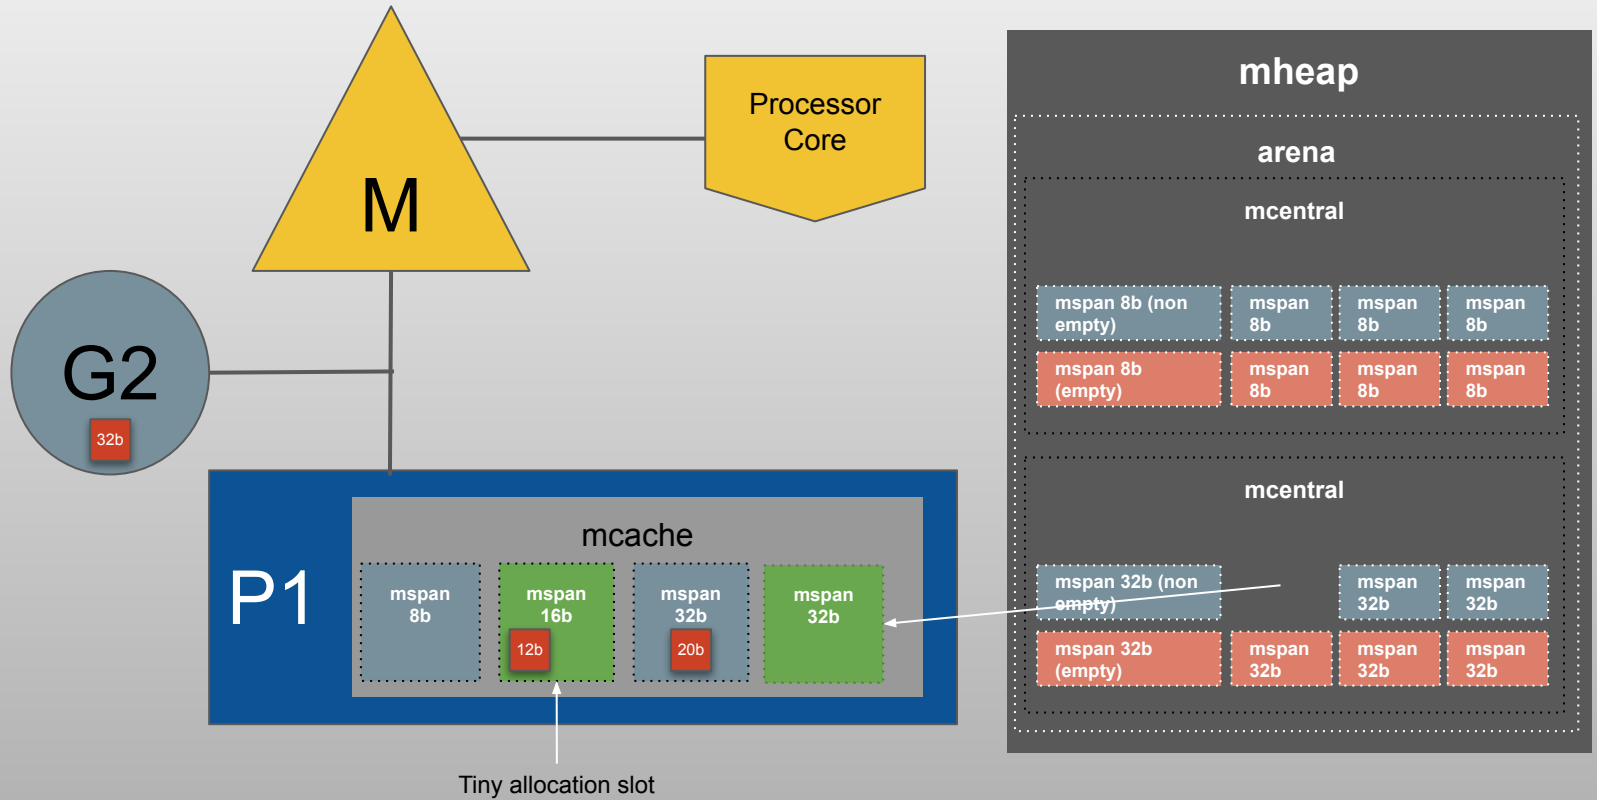 M
Processor
Core
G2
32b
P1
mcache
mspan
8b
mspan
16b
12b
mspan
32b
20b
mspan
32b
Tiny allocation slot
mheap
arena
mcentral
mspan 8b (non
empty)
mspan
8b
mspan
8b
mspan
8b
mspan 8b
(empty)
mspan
8b
mspan
8b
mspan
8b
mcentral
mspan 32b (non
empty)
mspan
32b
mspan
32b
mspan 32b
(empty)
mspan
32b
mspan
32b
mspan
32b